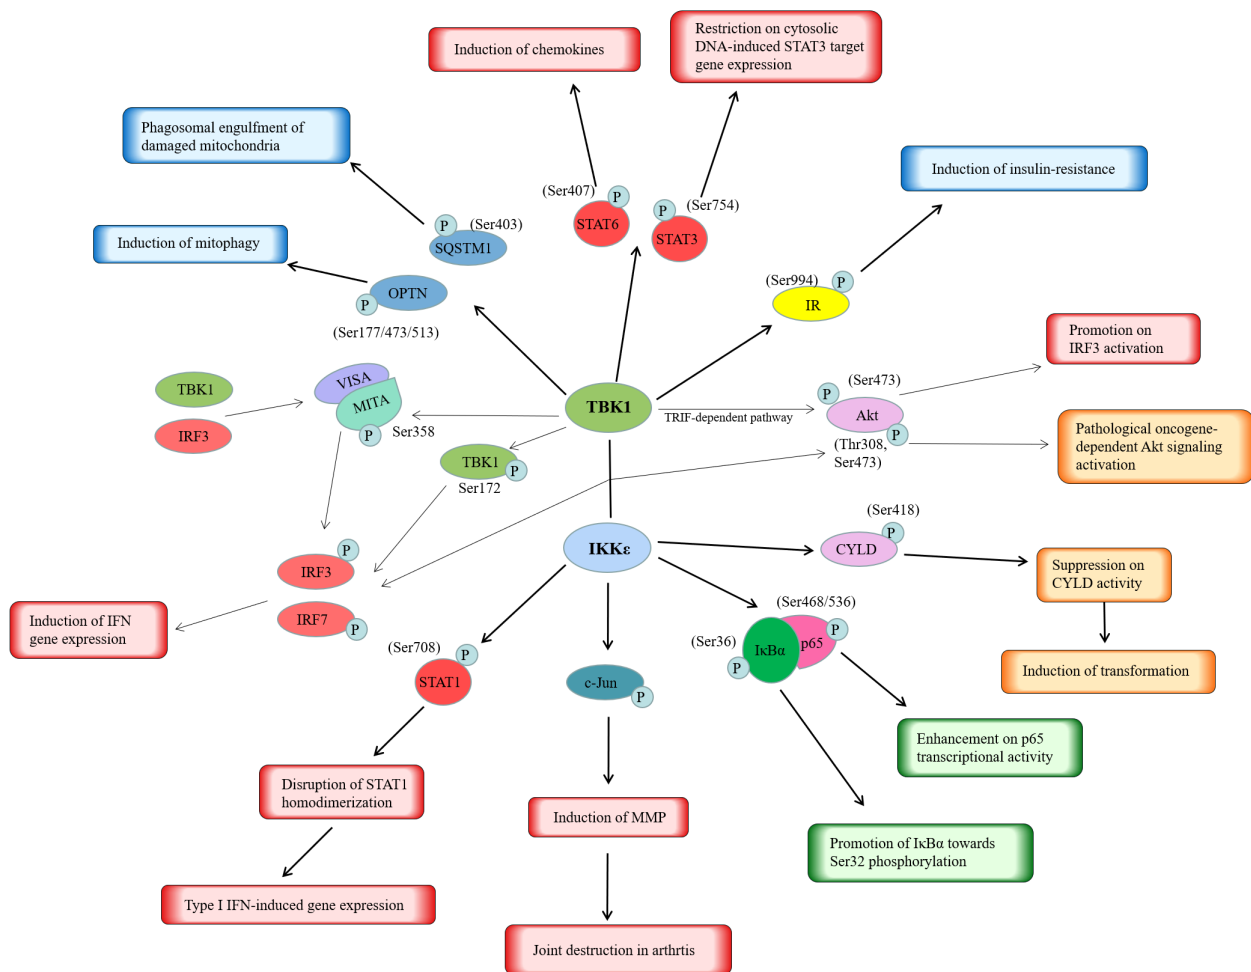 Restriction on cytosolic
DNA-induced STAT3 target
gene expression
Induction of chemokines
Phagosomal engulfment of
damaged mitochondria
Induction of insulin-resistance
(Ser407)
P
STAT6
P
(Ser754)
STAT3
P
(Ser403)
SQSTM1
Induction of mitophagy
OPTN
P
(Ser177/473/513)
(Ser994)
P
IR
Promotion on
IRF3 activation
TBK1
IRF3
VISA
MITA
P
Ser358
TBK1
TRIF-dependent pathway
(Ser473)
P
Akt
P
(Thr308,
Ser473)
Pathological oncogene-
dependent Akt signaling
activation
TBK1
P
Ser172
IKKε
(Ser418)
P
CYLD
Suppression on
CYLD activity
Induction of transformation
P
IRF3
IRF7
P
Induction of IFN
gene expression
(Ser468/536)
(Ser36)
P
IκBα
p65
P
Enhancement on p65
transcriptional activity
Promotion of IκBα towards
Ser32 phosphorylation
(Ser708)
P
STAT1
c-Jun
P
Disruption of STAT1
homodimerization
Type I IFN-induced gene expression
Induction of MMP
Joint destruction in arthrtis